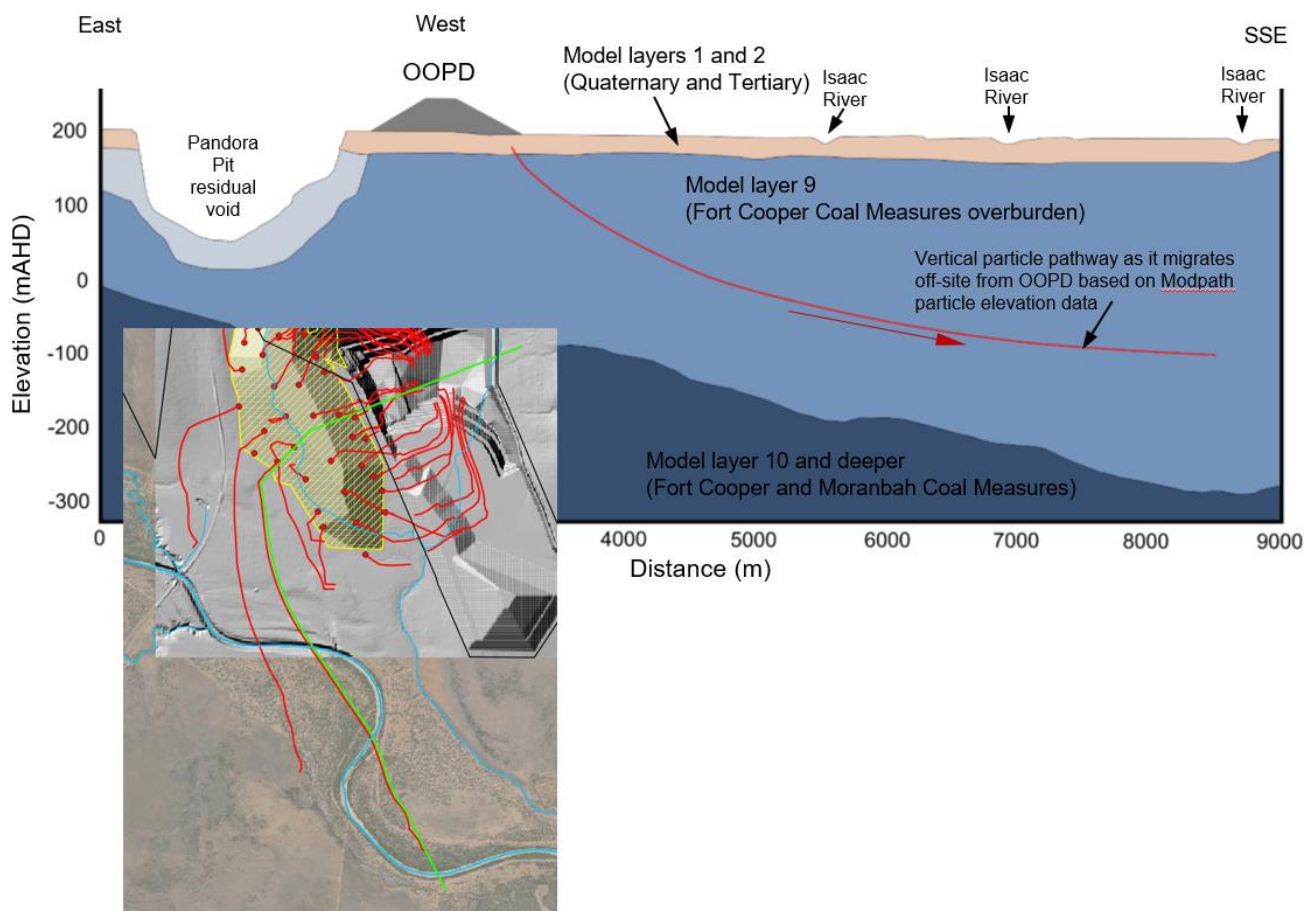 East
West
SSE
OOPD
Model layers 1 and 2
(Quaternary and Tertiary)
Isaac
River
Isaac
River
Isaac
River
Pandora
Pit
residual
void
Model layer 9
(Fort Cooper Coal Measures overburden)
Vertical particle pathway as it migrates
off-site from OOPD based on Modpath
particle elevation data
Model layer 10 and deeper
(Fort Cooper and Moranbah Coal Measures)
Elevation (mAHD)
200
100
0
-100
-200
-300
0
4000
5000
6000
7000
8000
9000
Distance (m)